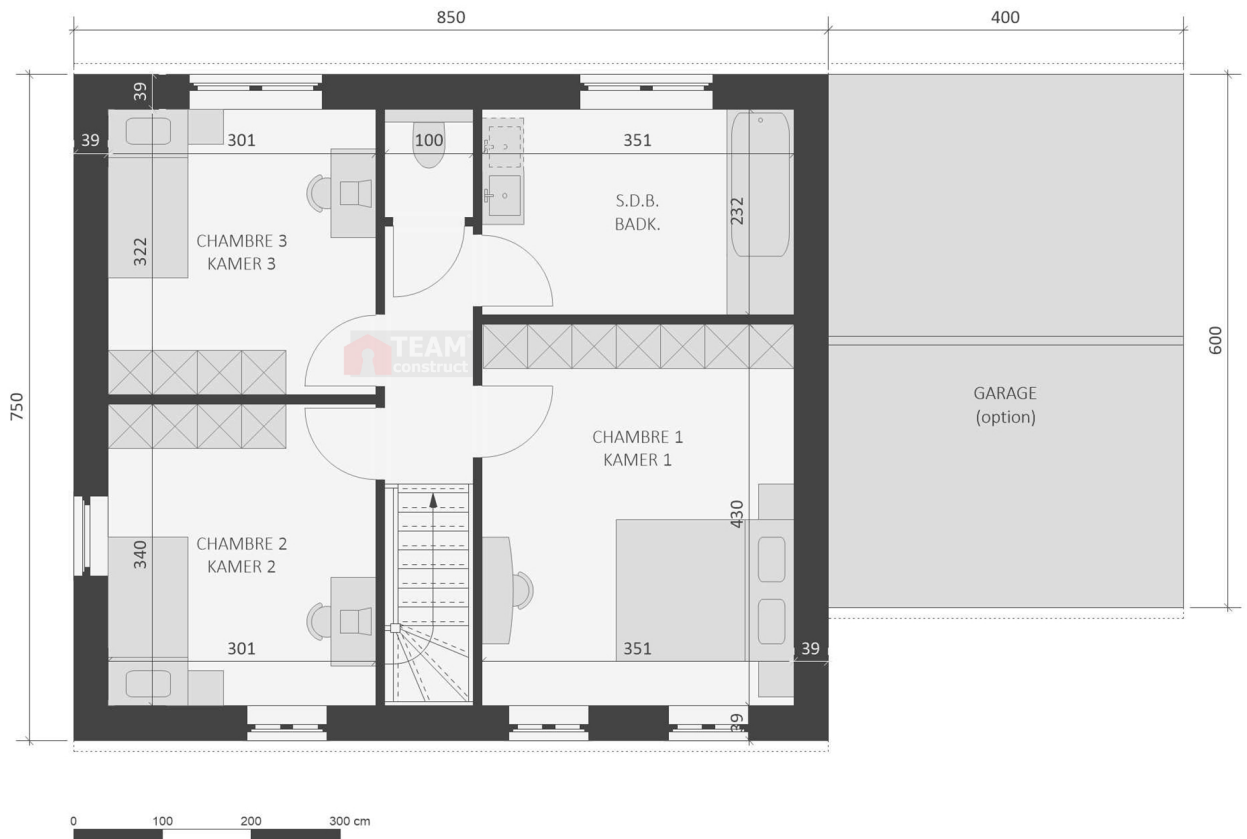 850
400
39
39
301
100
351
S.D.B.
BADK.
232
CHAMBRE 3
KAMER 3
322
TEAM
construct
600
750
GARAGE
(option)
CHAMBRE 1
KAMER 1
430
CHAMBRE 2
KAMER 2
340
301
351
39
39
0 100 200 300 cm